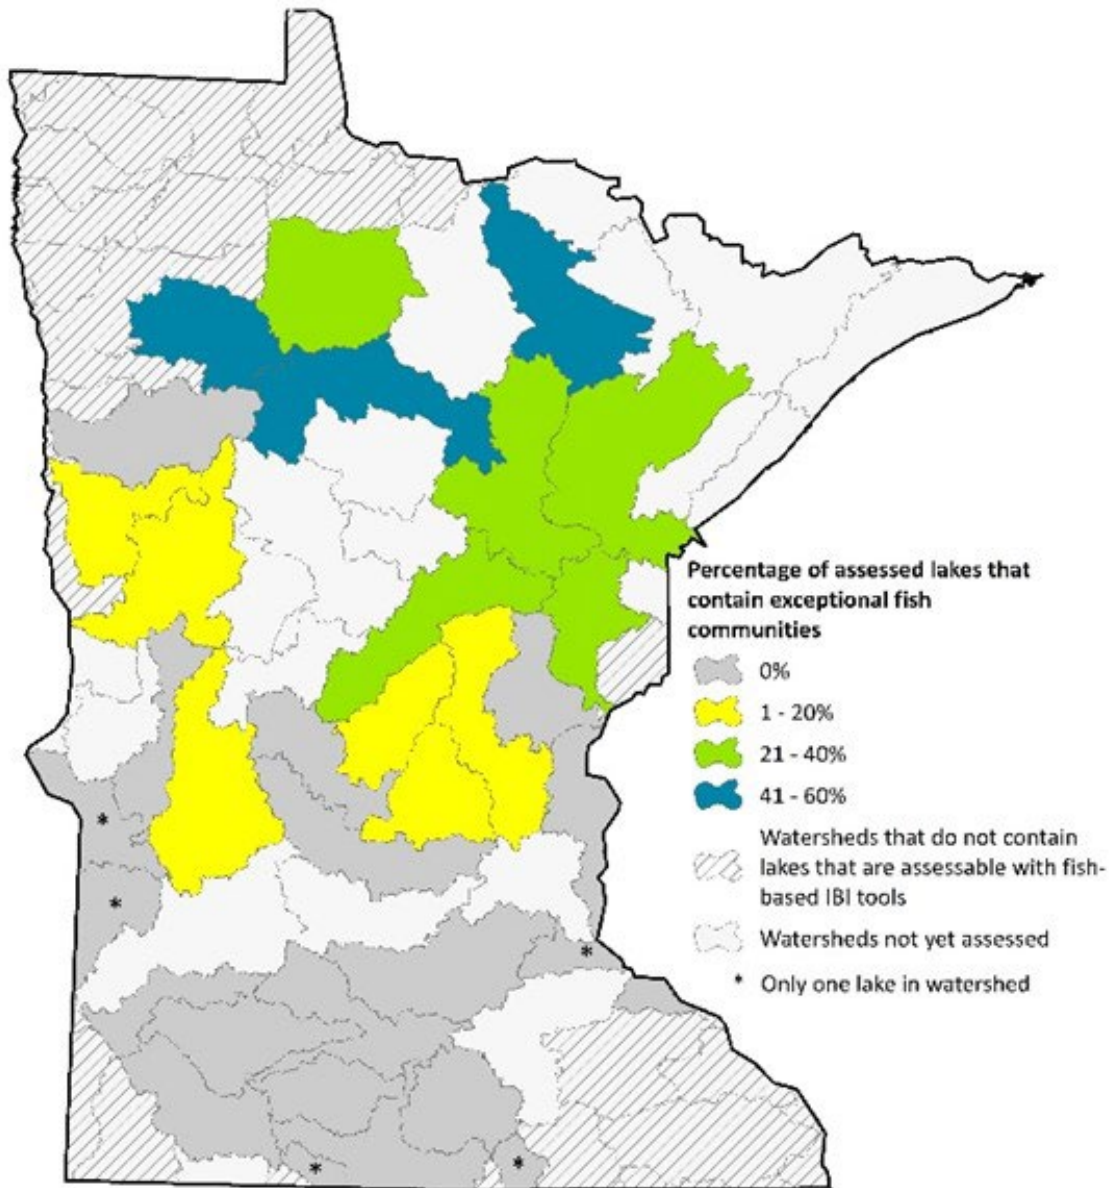 Percentage of assessed lakes that
contain exceptional fish
communities
0%
1 - 20%
21 - 40%
41 - 60%
Watersheds that do not contain
lakes that are assessable with fish-
based IBI tools
Watersheds not yet assessed
* Only one lake in watershed
*
*
*
*
*